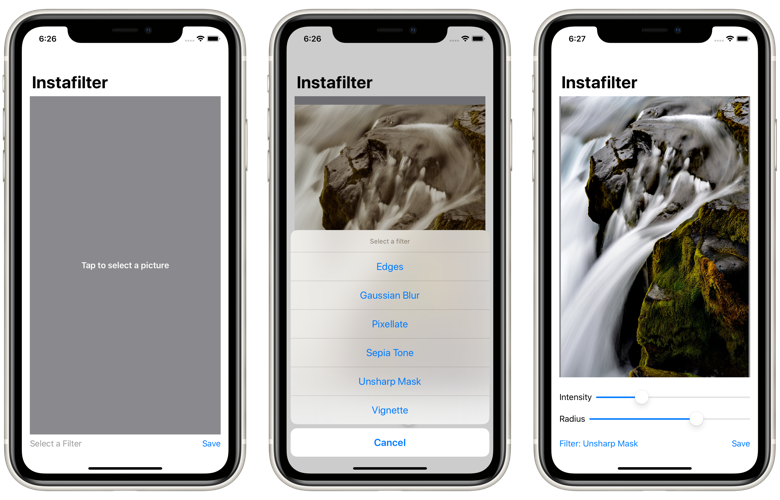 6:26
Instafilter
Tap to select a picture
Select a Filter
Save
6:26
Instafilter
Select a filter
Edges
Gaussian Blur
Pixellate
Sepia Tone
Unsharp Mask
Vignette
Cancel
6:27
Instafilter
Intensity
Radius
Filter: Unsharp Mask
Save